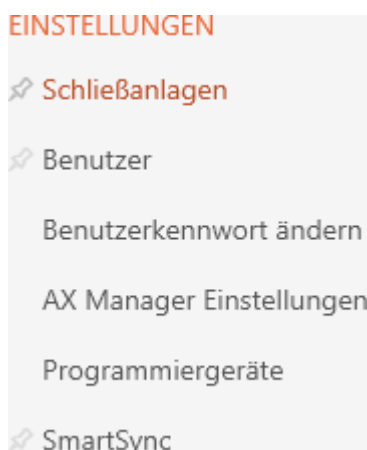 EINSTELLUNGEN
Schließanlagen
Benutzer
Benutzerkennwort ändern
AX Manager Einstellungen
Programmiergeräte
SmartSync